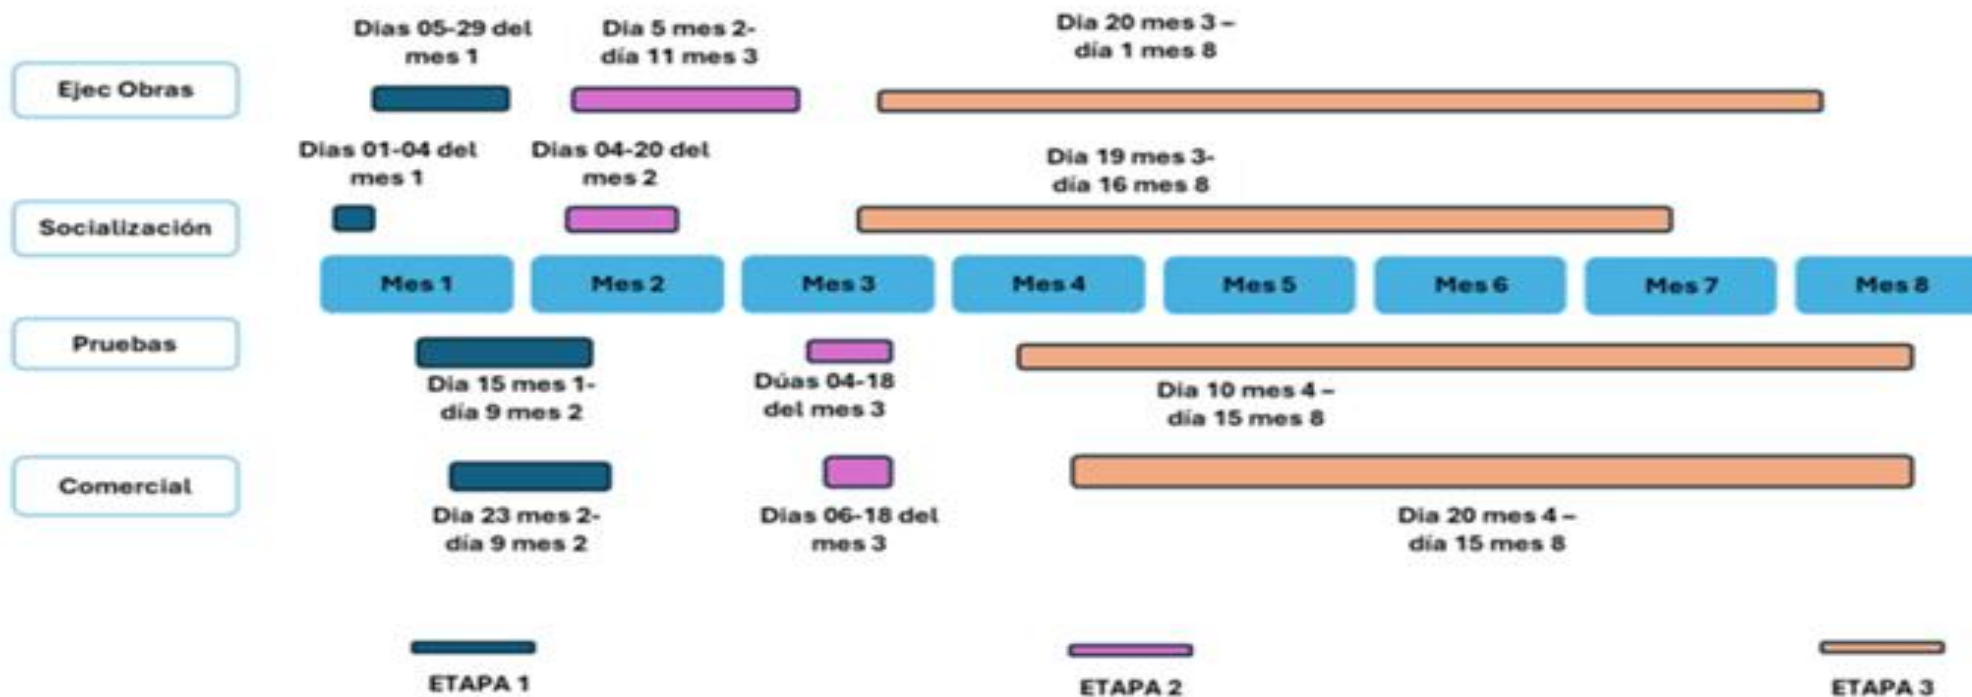 Dias 05-29 del
mes 1
Dia 5 mes 2-
día 11 mes 3
Dia 20 mes 3 –
día 1 mes 8
Ejec Obras
Dias 01-04 del
mes 1
Dias 04-20 del
mes 2
Dia 19 mes 3-
día 16 mes 8
Socialización
Mes 1
Mes 2
Mes 3
Mes 4
Mes 5
Mes 6
Mes 7
Mes 8
Pruebas
Dia 15 mes 1-
día 9 mes 2
Dúas 04-18
del mes 3
Dia 10 mes 4 –
día 15 mes 8
Comercial
Dia 23 mes 2-
día 9 mes 2
Dias 06-18 del
mes 3
Dia 20 mes 4 –
día 15 mes 8
ETAPA 1
ETAPA 2
ETAPA 3